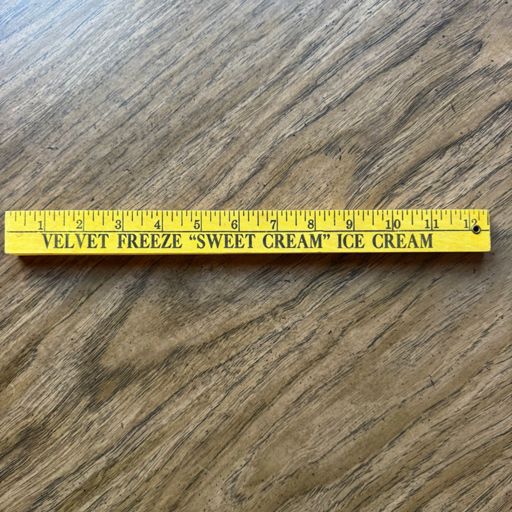 1 2 3 4 5 6 7 8 9 10 11 12
VELVET FREEZE “SWEET CREAM” ICE CREAM